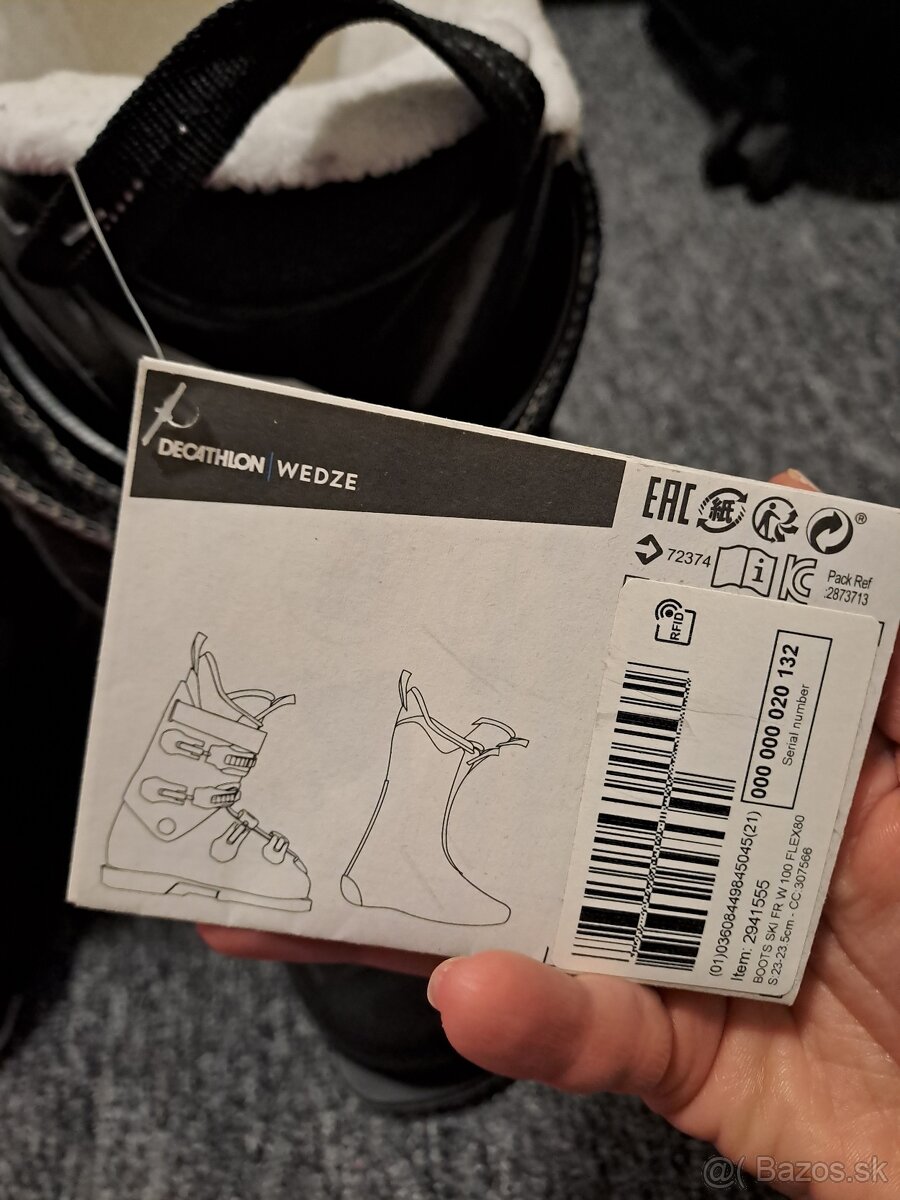 DECATHLON | WEDZE
EAC 紙 ®
72374
Pack Ref
:2873713
RFID
000 000 020 132
Serial number
(01)03608449845045(21)
Item: 2941555
BOOTS SKI FR W 100 FLEX80
S:23-23.5cm - CC:307566
@( Bazos.sk